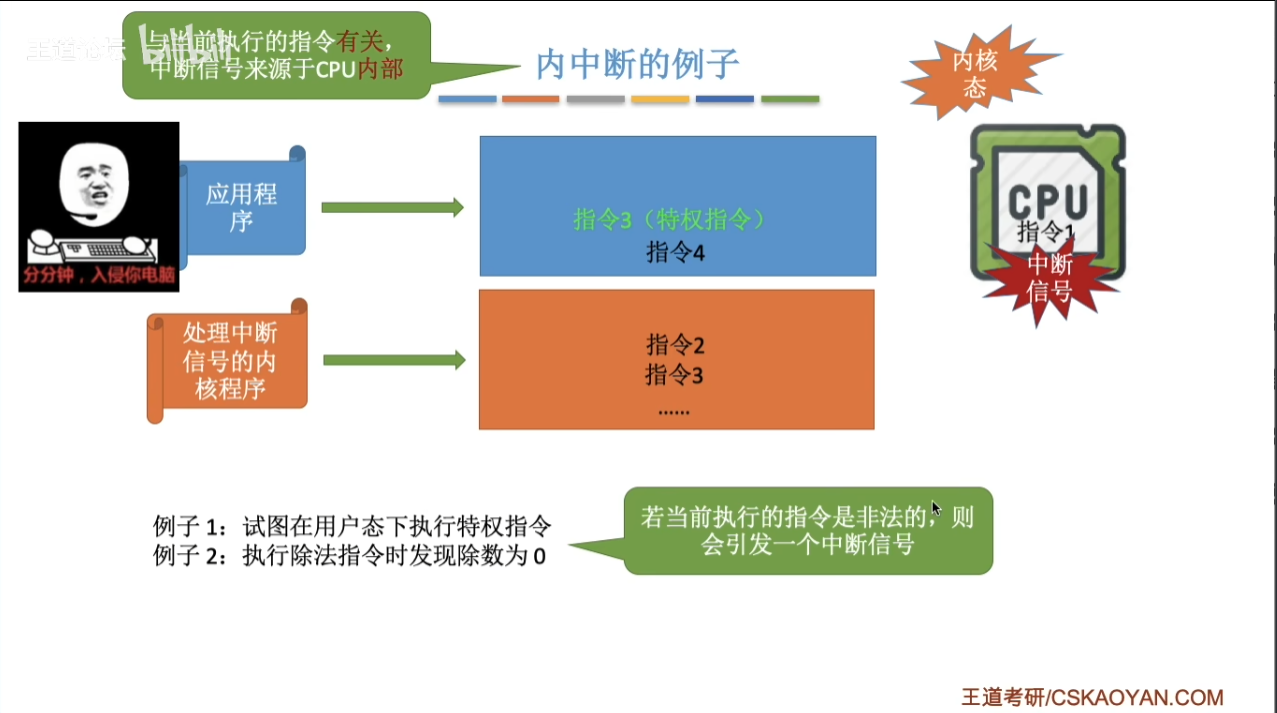 王道论坛 bilibili
与当前执行的指令有关，
中断信号来源于CPU内部
内中断的例子
内核
态
应用程
序
分分钟，入侵你电脑
指令3（特权指令）
指令4
CPU
指令1
中断
信号
处理中断
信号的内
核程序
指令2
指令3
......
例子 1：试图在用户态下执行特权指令
例子 2：执行除法指令时发现除数为 0
若当前执行的指令是非法的，则
会引发一个中断信号
王道考研/CSKAOYAN.COM